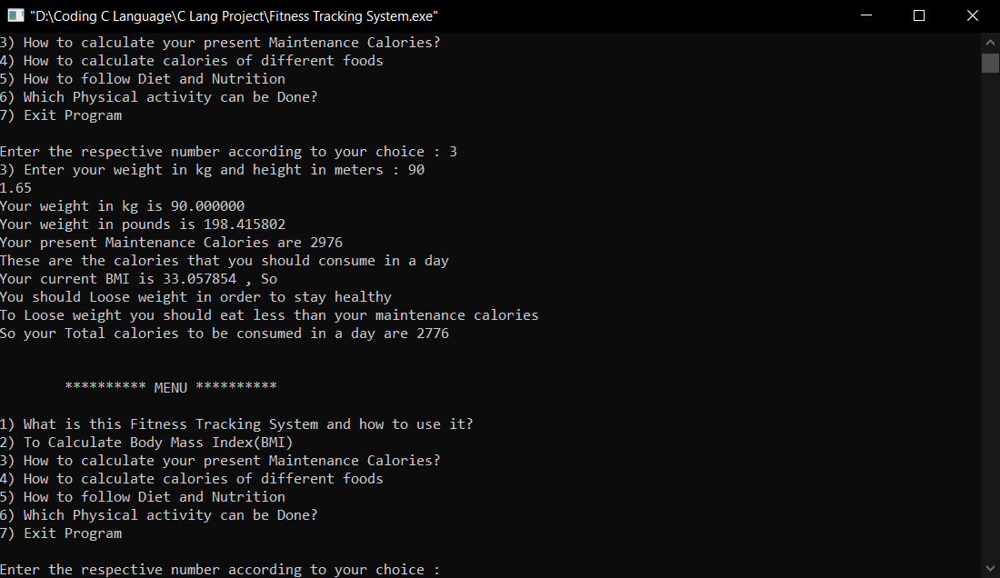 "D:\Coding C Language\C Lang Project\Fitness Tracking System.exe"
3) How to calculate your present Maintenance Calories?
4) How to calculate calories of different foods
5) How to follow Diet and Nutrition
6) Which Physical activity can be Done?
7) Exit Program
Enter the respective number according to your choice : 3
3) Enter your weight in kg and height in meters : 90
1.65
Your weight in kg is 90.000000
Your weight in pounds is 198.415802
Your present Maintenance Calories are 2976
These are the calories that you should consume in a day
Your current BMI is 33.057854 , So
You should Loose weight in order to stay healthy
To Loose weight you should eat less than your maintenance calories
So your Total calories to be consumed in a day are 2776
********** MENU **********
1) What is this Fitness Tracking System and how to use it?
2) To Calculate Body Mass Index(BMI)
3) How to calculate your present Maintenance Calories?
4) How to calculate calories of different foods
5) How to follow Diet and Nutrition
6) Which Physical activity can be Done?
7) Exit Program
Enter the respective number according to your choice :